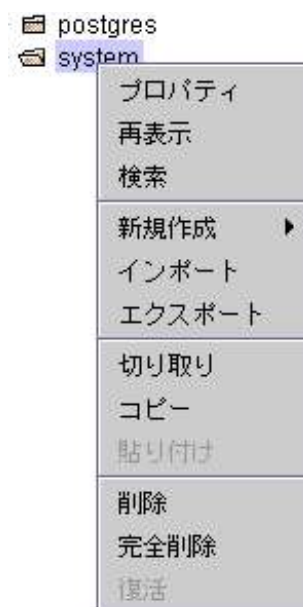 postgres
system
プロパティ
再表示
検索
新規作成
インポート
エクスポート
切り取り
コピー
貼り付け
削除
完全削除
復活